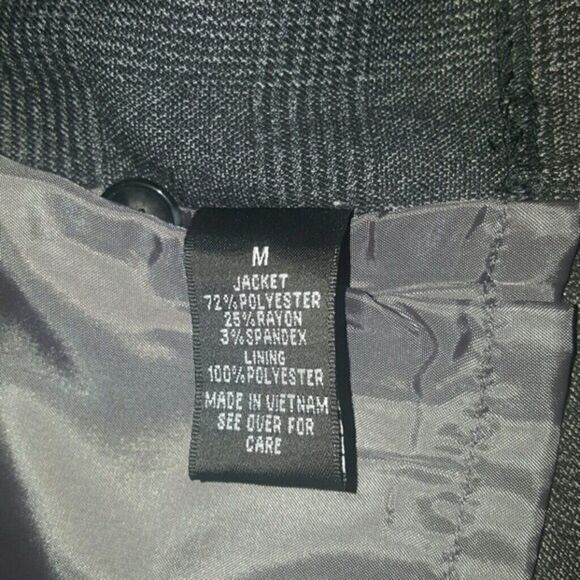 M
JACKET
72%POLYESTER
25%RAYON
3%SPANDEX
LINING
100%POLYESTER
MADE IN VIETNAM
SEE OVER FOR
CARE